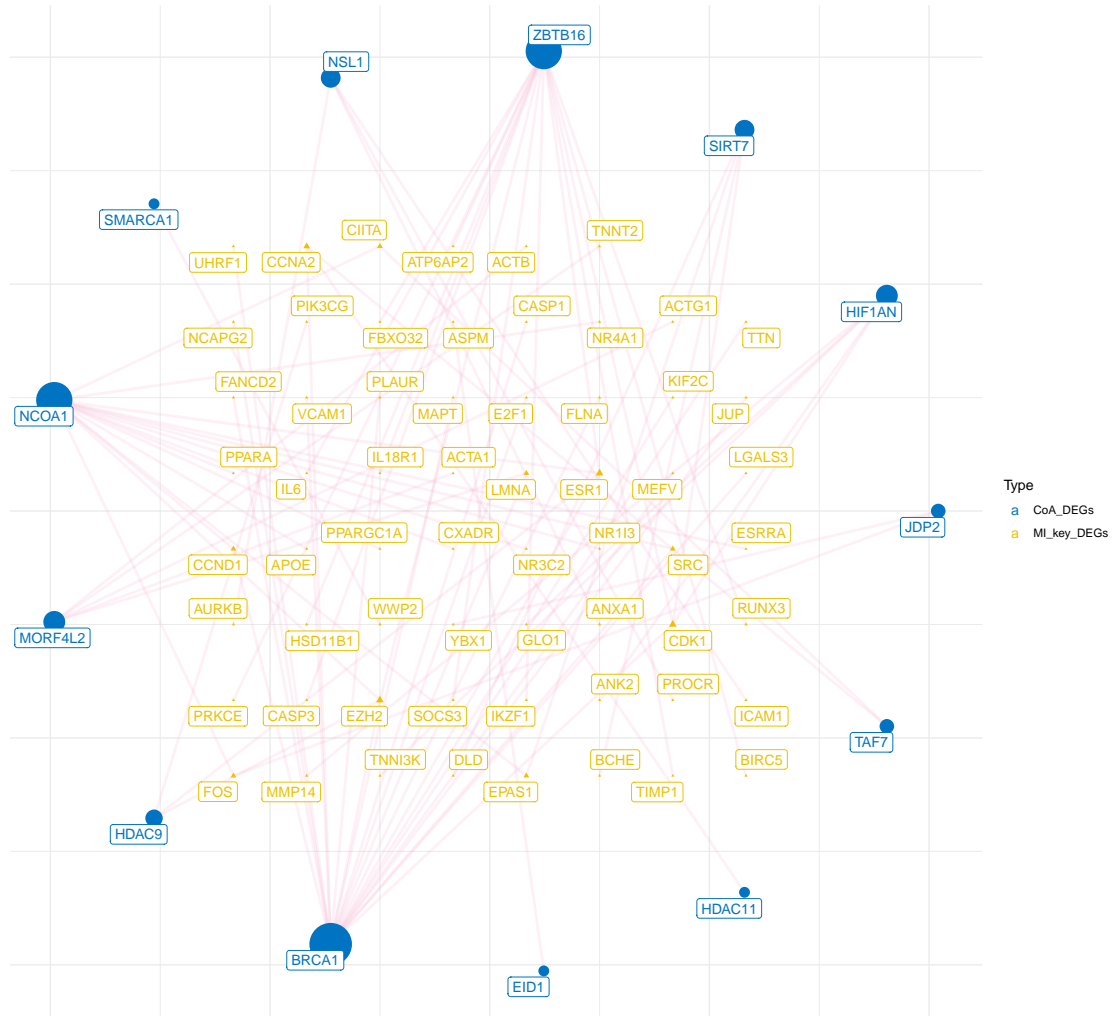 ZBTB16
NSL1
SIRT7
SMARCA1
CIITA
TNNT2
UHRF1
CCNA2
ATP6AP2
ACTB
PIK3CG
CASP1
ACTG1
HIF1AN
NCAPG2
FBXO32
ASPM
NR4A1
TTN
FANCD2
PLAUR
KIF2C
NCOA1
VCAM1
MAPT
E2F1
FLNA
JUP
PPARA
IL18R1
ACTA1
LGALS3
IL6
LMNA
ESR1
MEFV
Type
a CoA_DEGs
a MI_key_DEGs
JDP2
PPARGC1A
CXADR
NR1I3
ESRRA
CCND1
APOE
NR3C2
SRC
AURKB
WWP2
ANXA1
RUNX3
MORF4L2
HSD11B1
YBX1
GLO1
CDK1
ANK2
PROCR
PRKCE
CASP3
EZH2
SOCS3
IKZF1
ICAM1
TAF7
TNNI3K
DLD
BCHE
BIRC5
FOS
MMP14
EPAS1
TIMP1
HDAC9
HDAC11
BRCA1
EID1